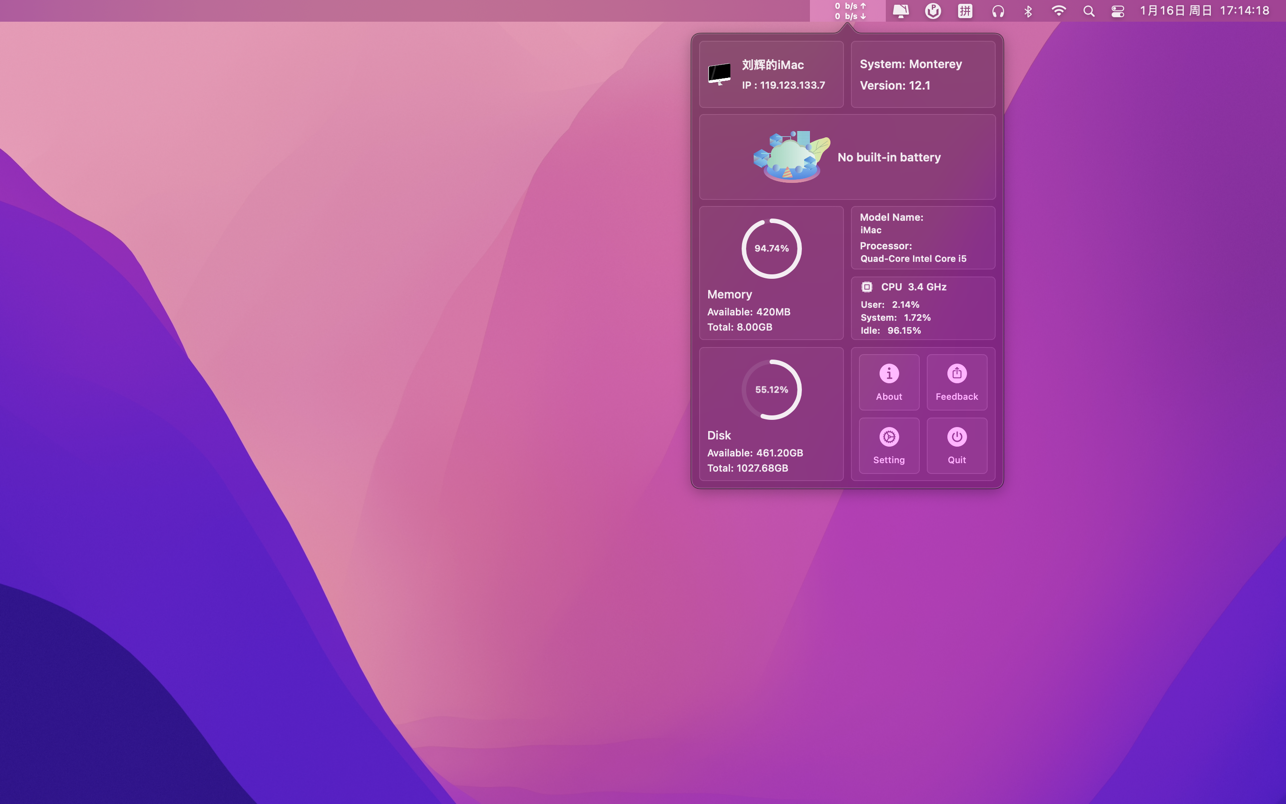 0 b/s ↑
0 b/s ↓
拼
1月16日 周日 17:14:18
刘辉的iMac
IP : 119.123.133.7
System: Monterey
Version: 12.1
No built-in battery
94.74%
Memory
Available: 420MB
Total: 8.00GB
Model Name:
iMac
Processor:
Quad-Core Intel Core i5
CPU 3.4 GHz
User: 2.14%
System: 1.72%
Idle: 96.15%
55.12%
Disk
Available: 461.20GB
Total: 1027.68GB
About
Feedback
Setting
Quit